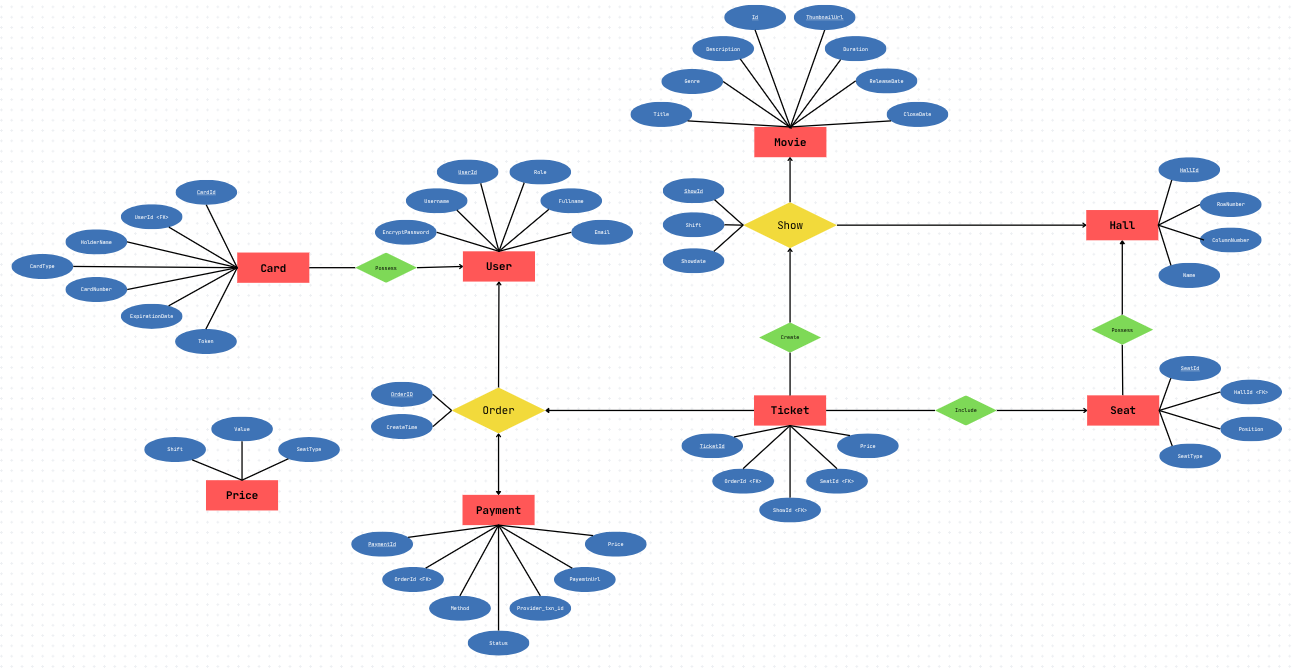 Id
ThumbnailUrl
Description
Duration
Genre
ReleaseDate
Title
CloseDate
Movie
UserId
Role
Username
Fullname
EncryptPassword
Email
User
CardId
UserId <FK>
HolderName
CardType
CardNumber
ExpirationDate
Token
Card
Possess
ShowId
Shift
Showdate
Show
HallId
RowNumber
ColumnNumber
Name
Hall
Create
Possess
OrderID
CreateTime
Order
Ticket
Include
Seat
SeatId
HallId <FK>
Position
SeatType
TicketId
Price
OrderId <FK>
SeatId <FK>
ShowId <FK>
Value
Shift
SeatType
Price
Payment
PaymentId
Price
OrderId <FK>
Method
Provider_txn_id
Status